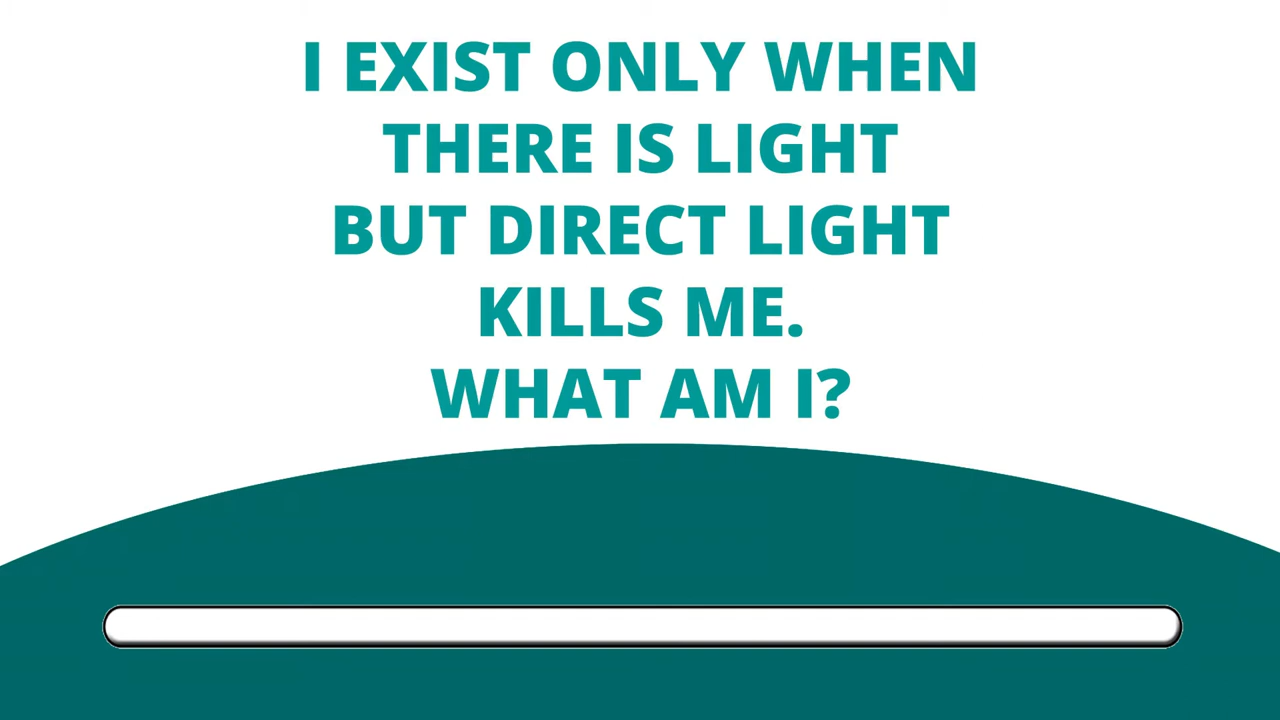 I EXIST ONLY WHEN
THERE IS LIGHT
BUT DIRECT LIGHT
KILLS ME.
WHAT AM I?